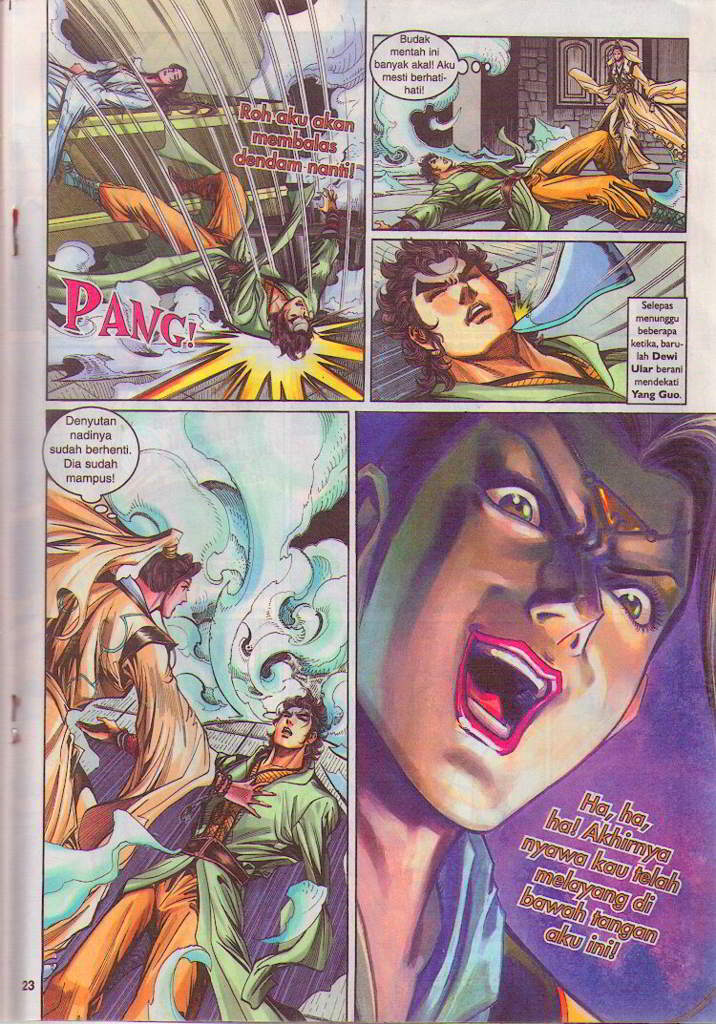 Roh aku akan
membalas
dendam nanti!
PANG!
Budak
mentah ini
banyak akal! Aku
mesti berhati-
hati!
Selepas
menunggu
beberapa
ketika, baru-
lah Dewi
Ular berani
mendekati
Yang Guo.
Denyutan
nadinya
sudah berhenti.
Dia sudah
mampus!
Ha, ha,
ha! Akhirnya
nyawa kau telah
melayang di
bawah tangan
aku ini!
23